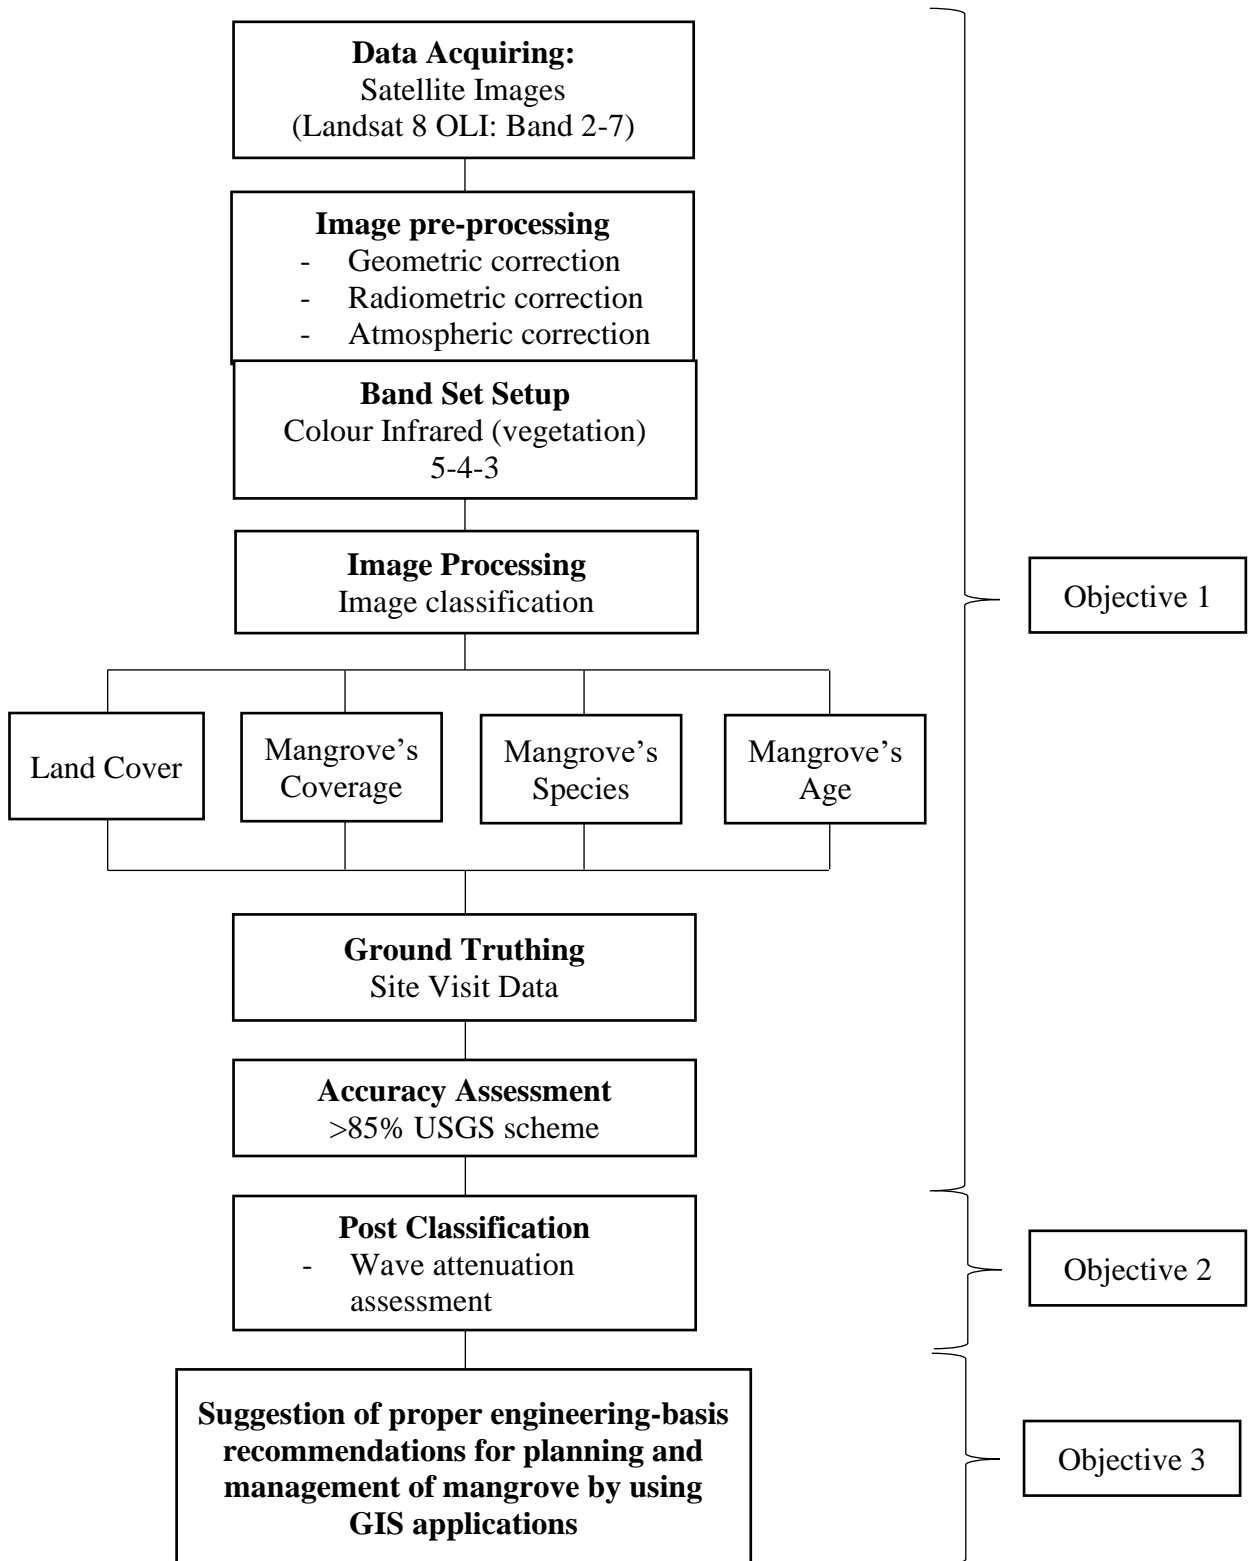 Data Acquiring:
Satellite Images
(Landsat 8 OLI: Band 2-7)
Image pre-processing
- Geometric correction
- Radiometric correction
- Atmospheric correction
Band Set Setup
Colour Infrared (vegetation)
5-4-3
Image Processing
Image classification
Objective 1
Land Cover
Mangrove’s
Coverage
Mangrove’s
Species
Mangrove’s
Age
Ground Truthing
Site Visit Data
Accuracy Assessment
>85% USGS scheme
Post Classification
- Wave attenuation
assessment
Objective 2
Suggestion of proper engineering-basis
recommendations for planning and
management of mangrove by using
GIS applications
Objective 3